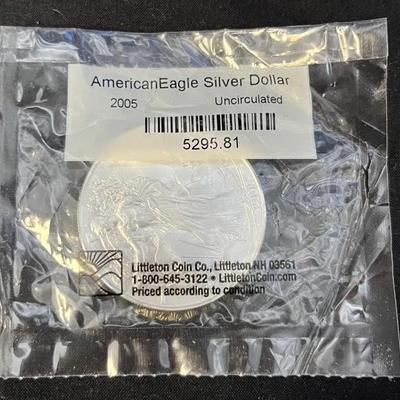 AmericanEagle Silver Dollar
2005 Uncirculated
5295.81
Littleton Coin Co., Littleton NH 03561
1-800-645-3122 • LittletonCoin.com
Priced according to condition